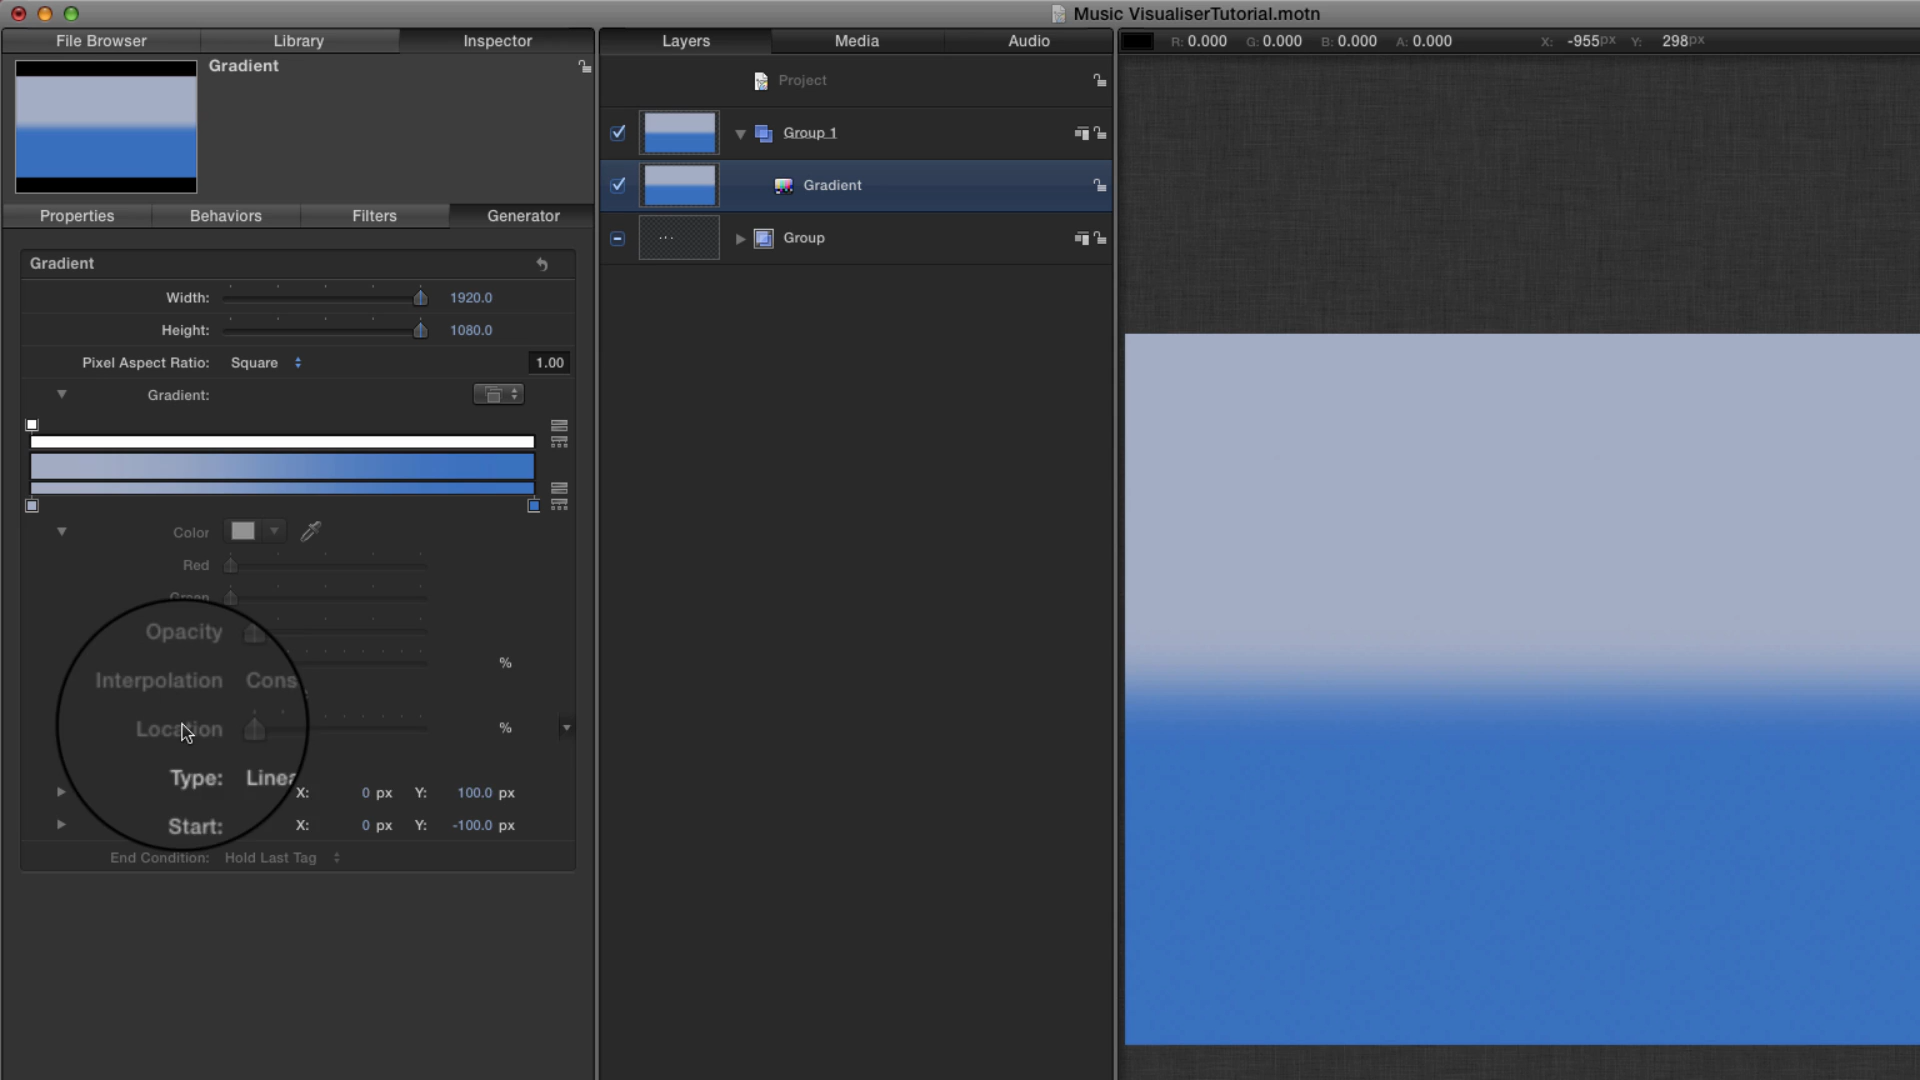 Music VisualiserTutorial.motn
File Browser
Library
Inspector
Layers
Media
Audio
R: 0.000 G: 0.000 B: 0.000 A: 0.000
X: -955px Y: 298px
Gradient
Project
Group 1
Gradient
Group
Properties
Behaviors
Filters
Generator
Gradient
Width: 1920.0
Height: 1080.0
Pixel Aspect Ratio: Square 1.00
Gradient:
Color
Red
Green
Opacity
%
Interpolation Cons
Location %
Type: Linea
X: 0 px Y: 100.0 px
Start: X: 0 px Y: -100.0 px
End Condition: Hold Last Tag